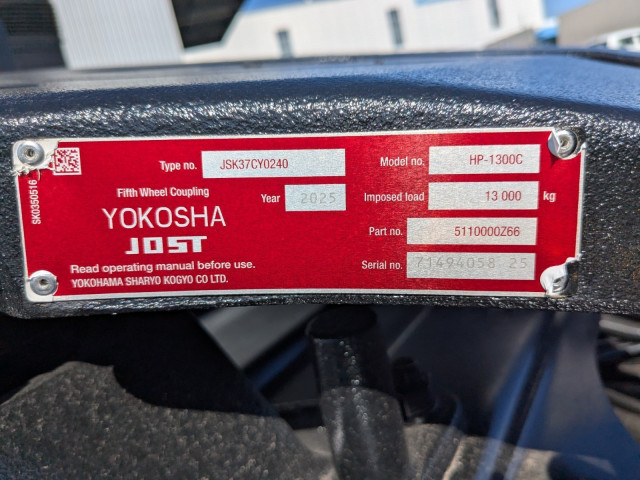 SK0350516
Type no. JSK37CY0240
Fifth Wheel Coupling
Year 2025
YOKOSHA
JOST
Read operating manual before use.
YOKOHAMA SHARYO KOGYO CO LTD.
Model no. HP-1300C
Imposed load 13 000 kg
Part no. 5110000Z66
Serial no. 71494058 25